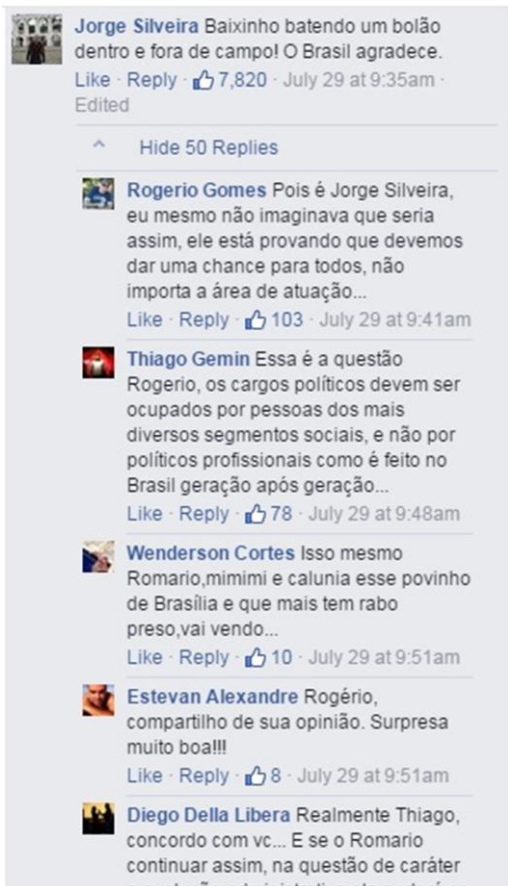 Jorge Silveira Baixinho batendo um bolão
dentro e fora de campo! O Brasil agradece.
Like · Reply · 7,820 · July 29 at 9:35am ·
Edited
Hide 50 Replies
Rogerio Gomes Pois é Jorge Silveira,
eu mesmo não imaginava que seria
assim, ele está provando que devemos
dar uma chance para todos, não
importa a área de atuação...
Like · Reply · 103 · July 29 at 9:41am
Thiago Gemin Essa é a questão
Rogerio, os cargos políticos devem ser
ocupados por pessoas dos mais
diversos segmentos sociais, e não por
políticos profissionais como é feito no
Brasil geração após geração...
Like · Reply · 78 · July 29 at 9:48am
Wenderson Cortes Isso mesmo
Romario,mimimi e calunia esse povinho
de Brasília e que mais tem rabo
preso,vai vendo...
Like · Reply · 10 · July 29 at 9:51am
Estevan Alexandre Rogério,
compartilho de sua opinião. Surpresa
muito boa!!!
Like · Reply · 8 · July 29 at 9:51am
Diego Della Libera Realmente Thiago,
concordo com vc... E se o Romario
continuar assim, na questão de caráter